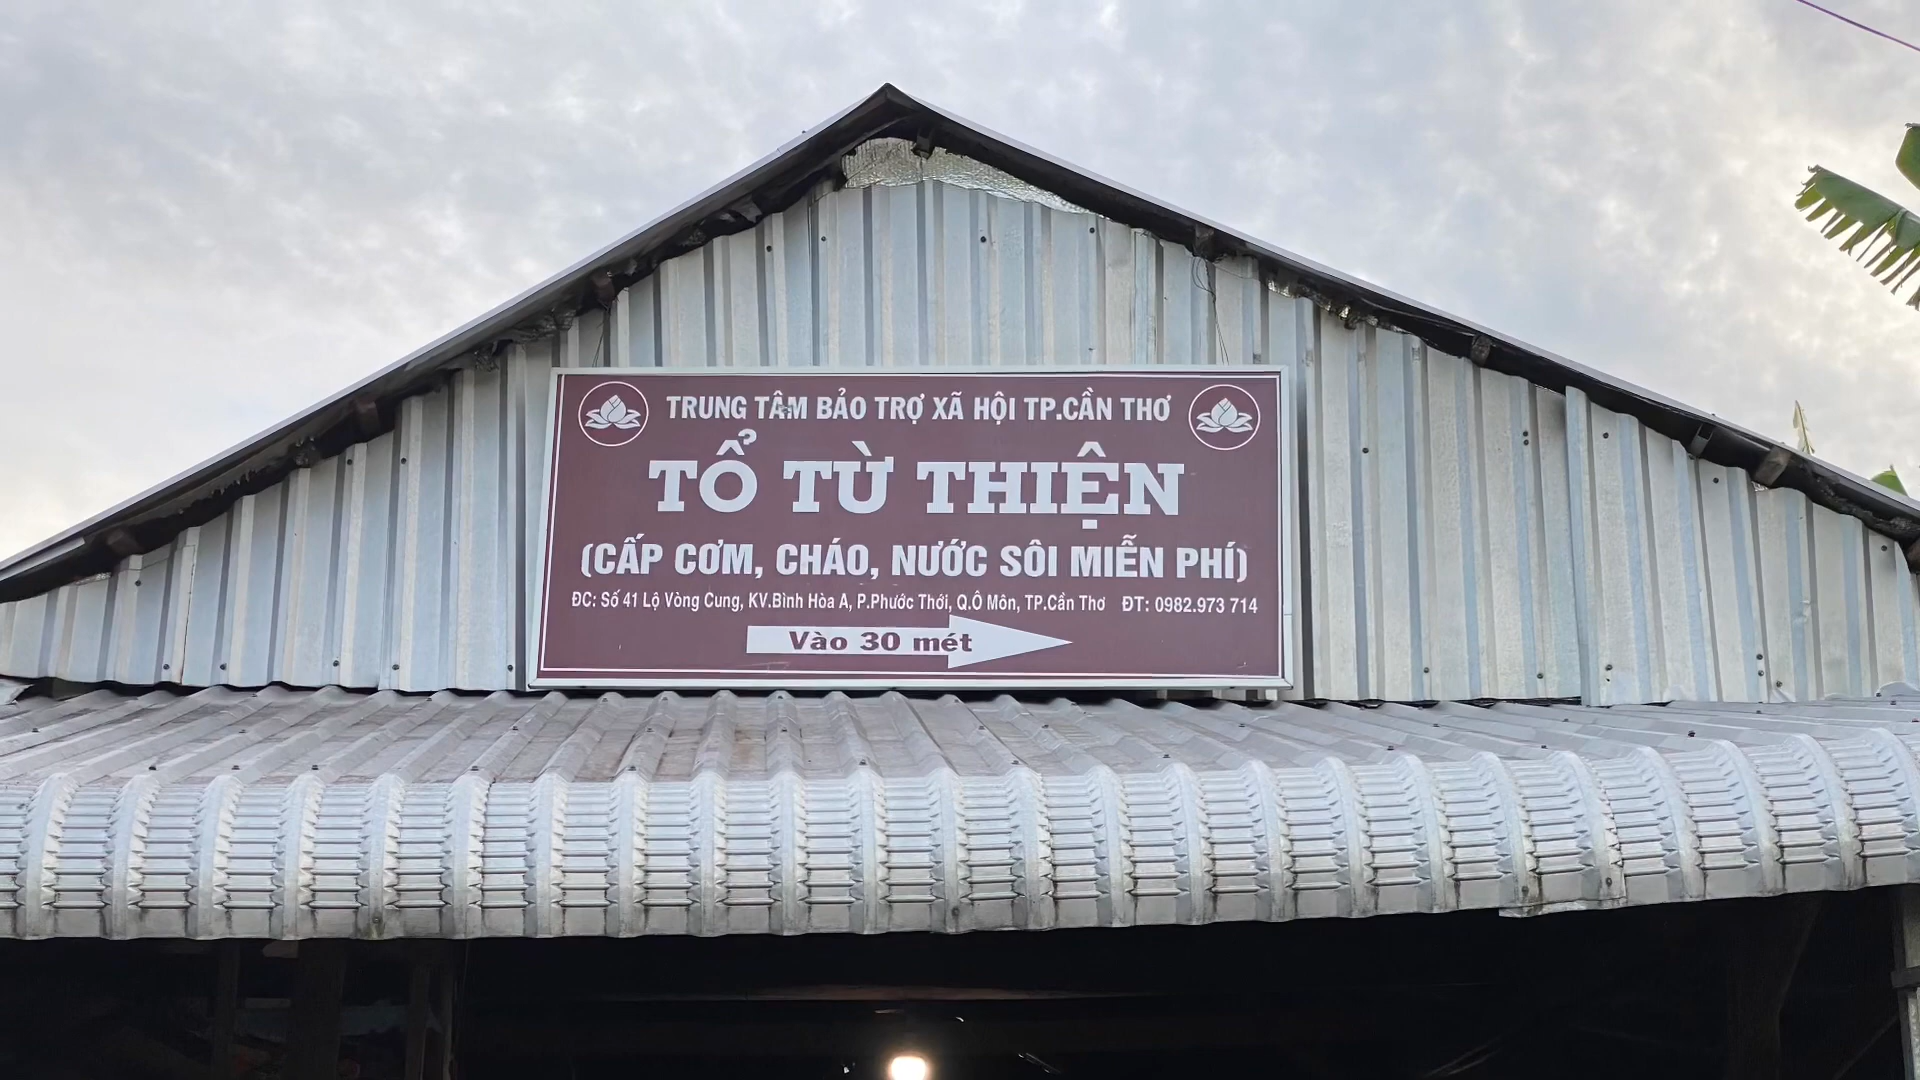 TRUNG TÂM BẢO TRỢ XÃ HỘI TP.CẦN THƠ
TỔ TỪ THIỆN
(CẤP CƠM, CHÁO, NƯỚC SÔI MIỄN PHÍ)
ĐC: Số 41 Lộ Vòng Cung, KV.Bình Hòa A, P.Phước Thới, Q.Ô Môn, TP.Cần Thơ ĐT: 0982.973 714
Vào 30 mét